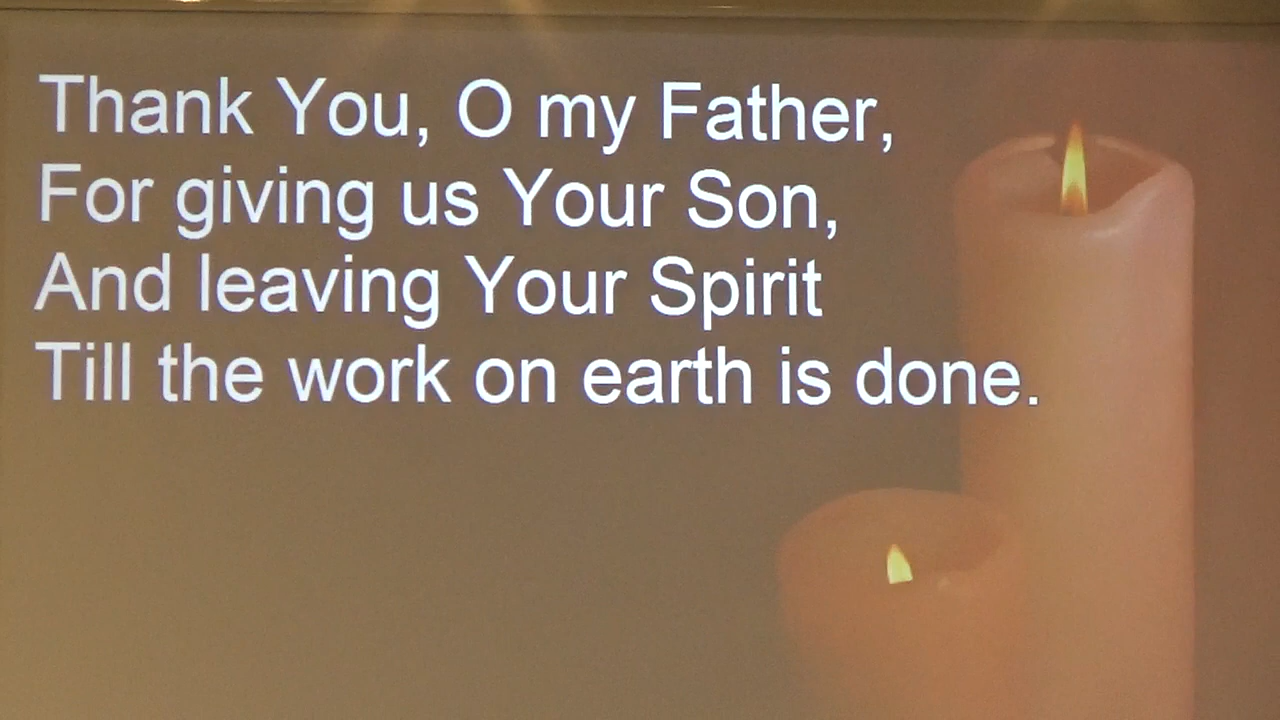 Thank You, O my Father,
For giving us Your Son,
And leaving Your Spirit
Till the work on earth is done.